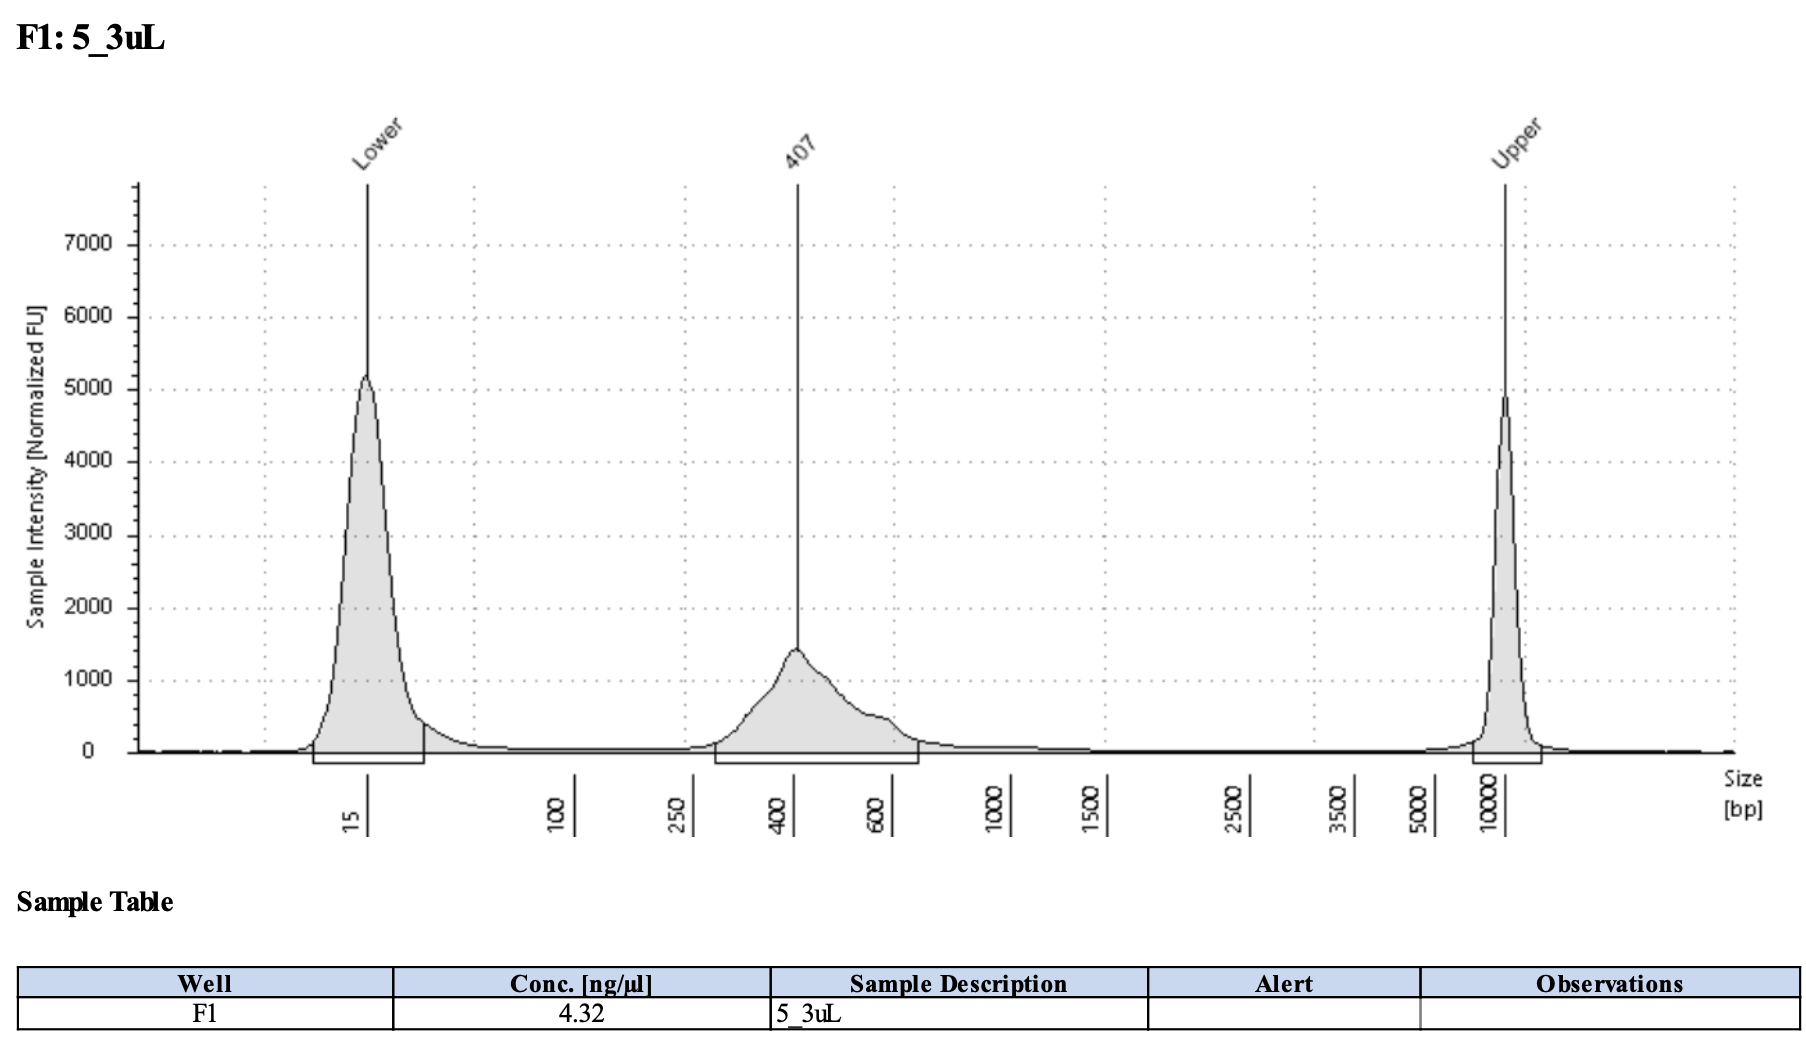 F1: 5_3uL
Lower
407
Upper
Sample Intensity [Normalized FU]
7000
6000
5000
4000
3000
2000
1000
0
15
100
250
400
600
1000
1500
2500
3500
5000
10000
Size
[bp]
Sample Table
Well Conc. [ng/µl] Sample Description Alert Observations
F1 4.32 5_3uL